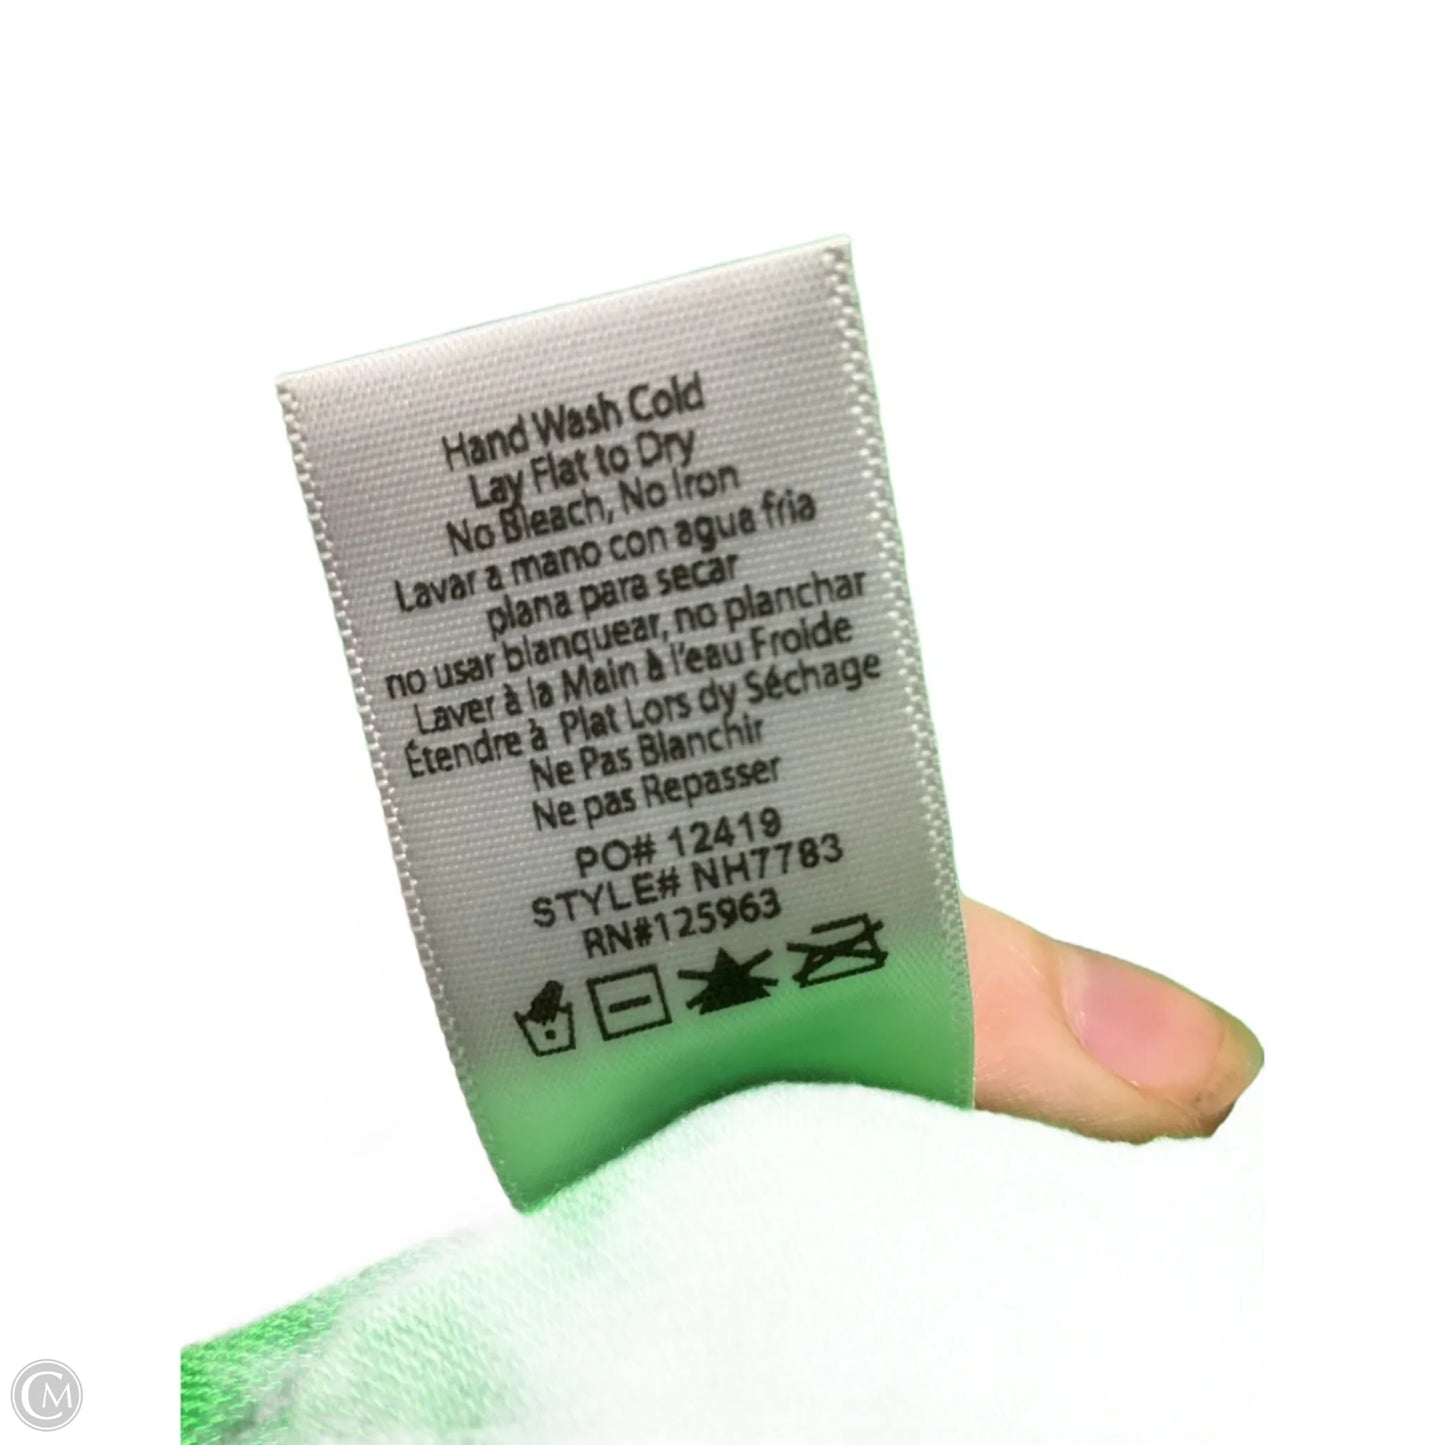 Hand Wash Cold
Lay Flat to Dry
No Bleach, No Iron
Lavar a mano con agua fria
plana para secar
no usar blanquear, no planchar
Laver à la Main à l'eau Froide
Étendre à Plat Lors dy Séchage
Ne Pas Blanchir
Ne pas Repasser
PO# 12419
STYLE# NH7783
RN#125963
CM